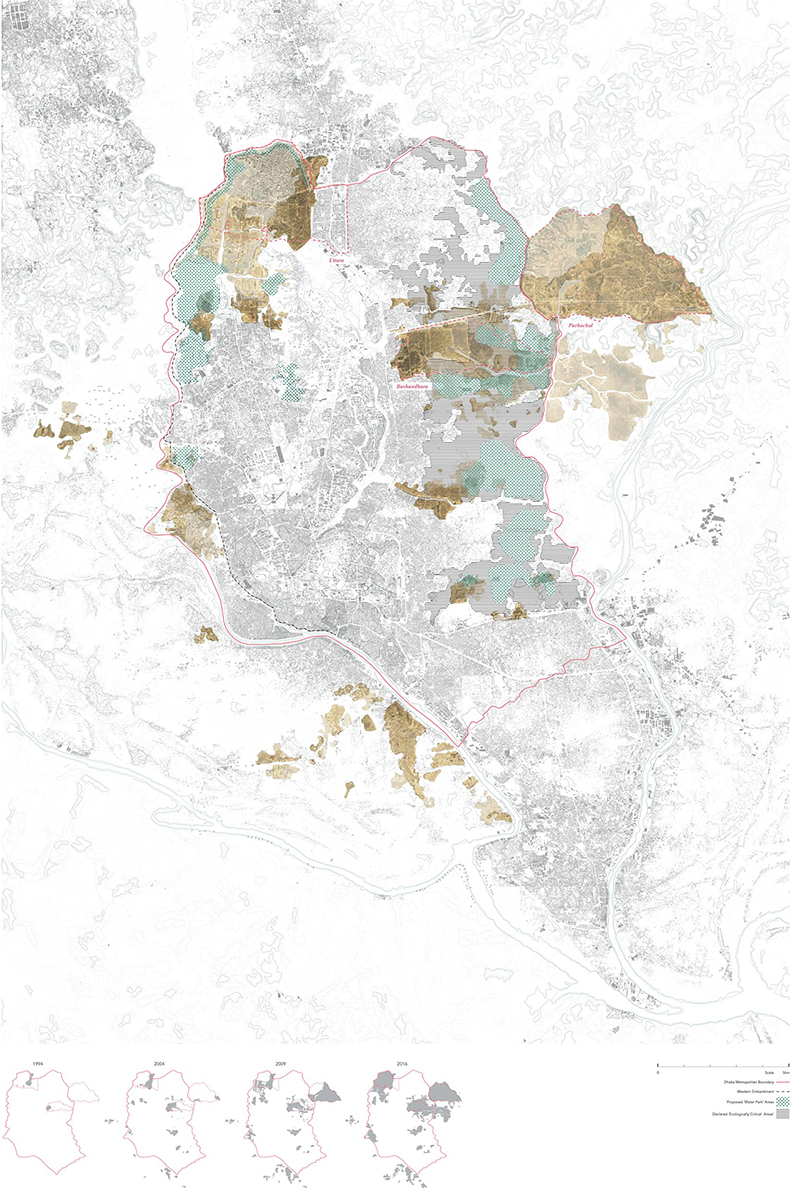 Uttara
Purbachal
Bashundhara
1994
2004
2009
2016
0
Scale
5km
Dhaka Metropolitan Boundary
Western Embankment
Proposed 'Water Park' Areas
Declared 'Ecologically Critical Areas'